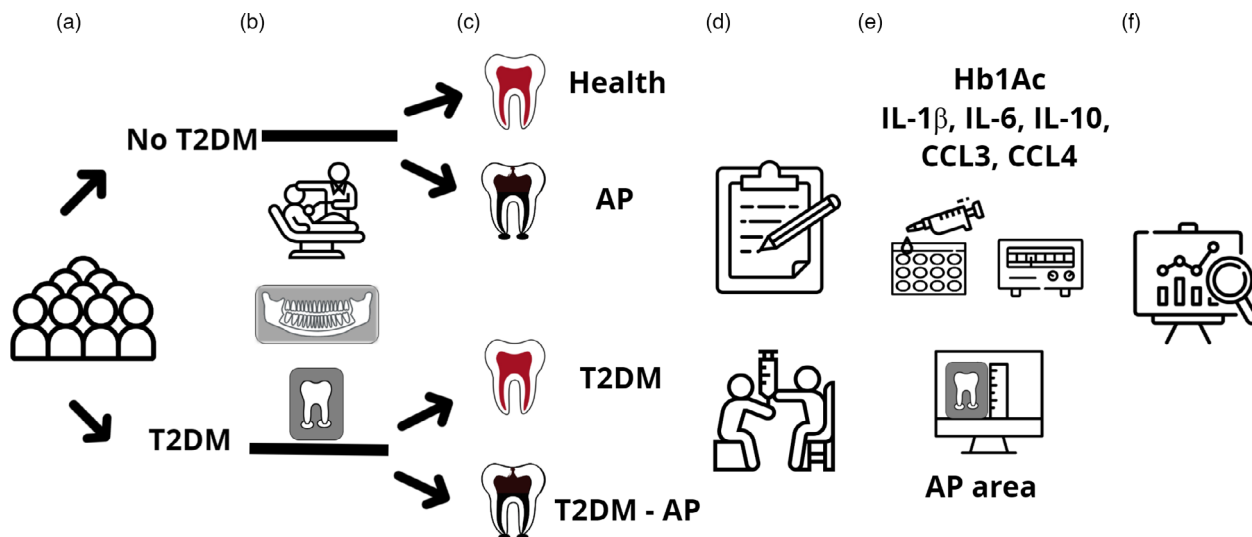 (a)
(b)
(c)
(d)
(e)
(f)
Health
No T2DM
AP
T2DM
T2DM
T2DM - AP
Hb1Ac
IL-1β, IL-6, IL-10,
CCL3, CCL4
AP area